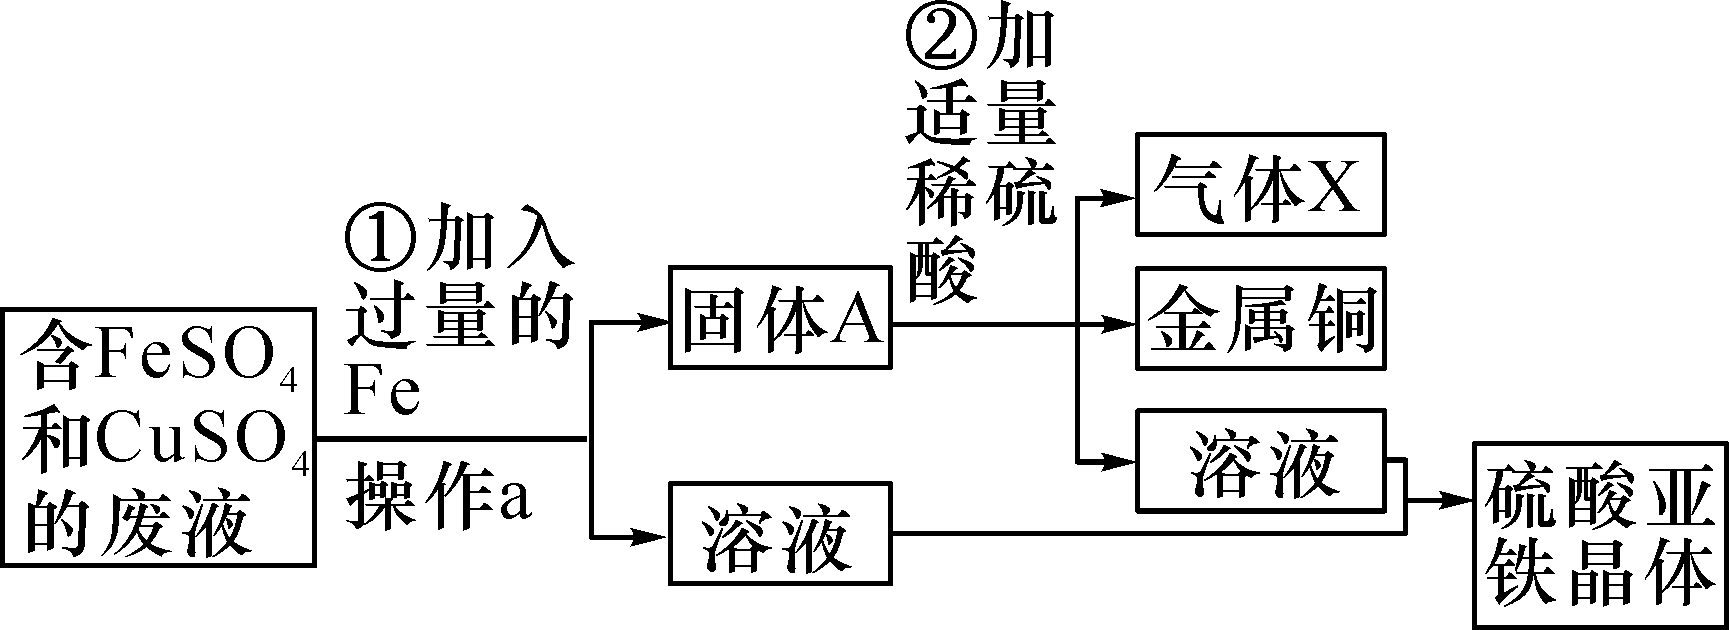 含FeSO₄
和CuSO₄
的废液
①加入
过量的
Fe
操作a
固体A
溶液
②加
适量
稀硫
酸
气体X
金属铜
溶液
硫酸亚
铁晶体